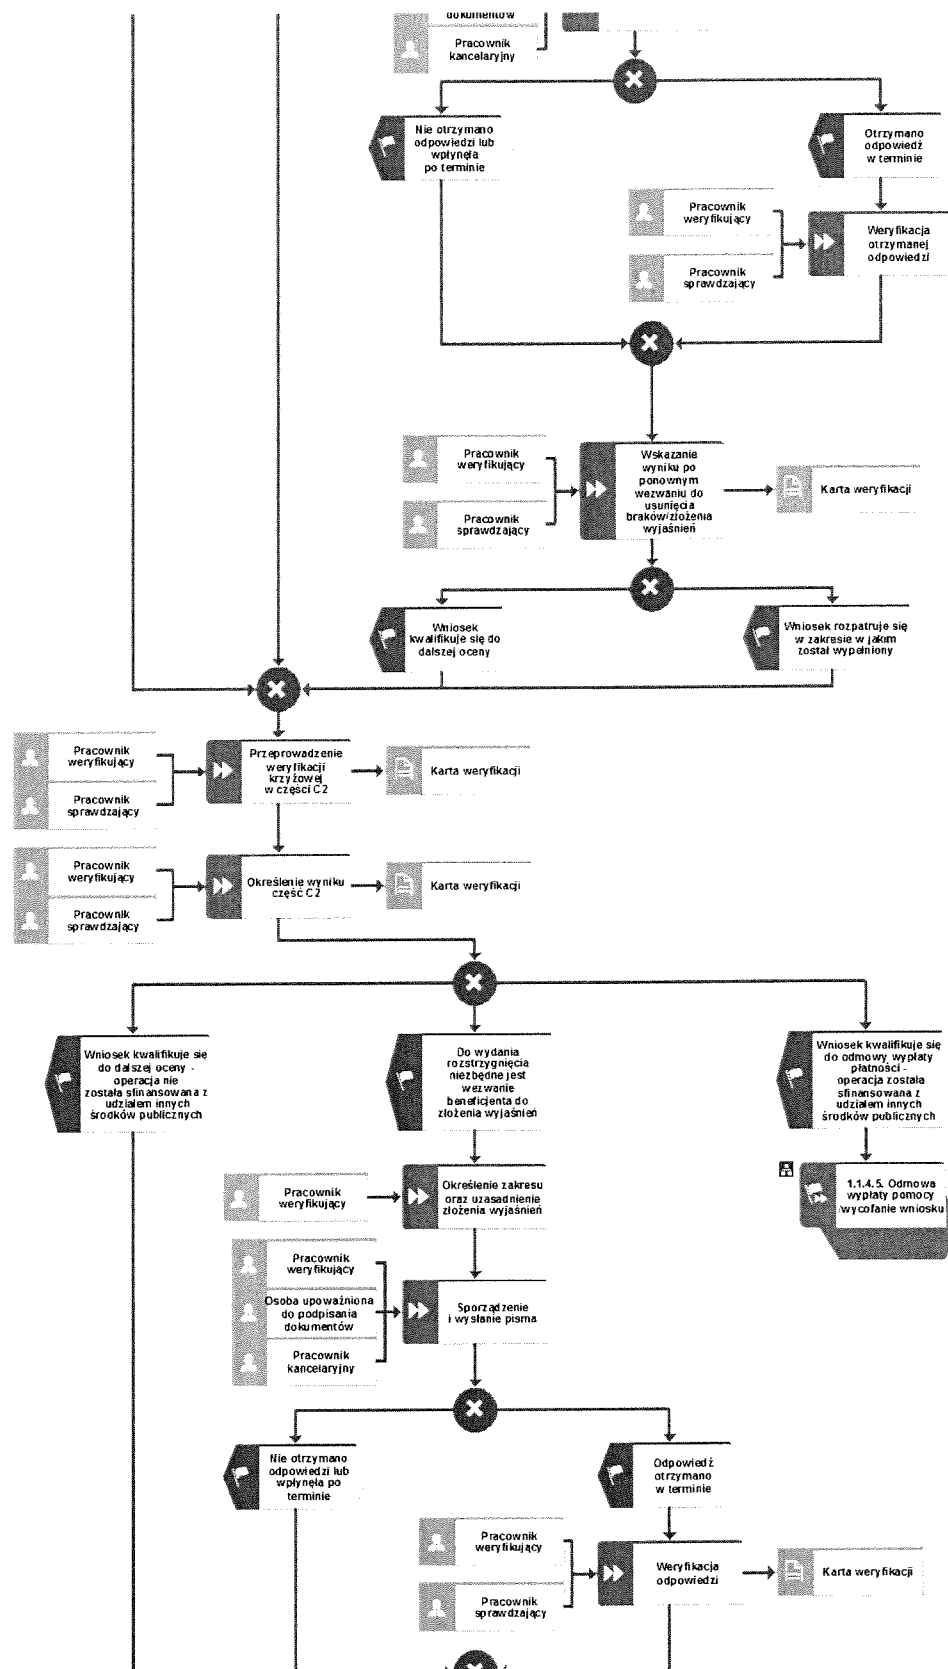 dokumentów
Pracownik
kancelaryjny
Nie otrzymano
odpowiedzi lub
wpłynęła
po terminie
Otrzymano
odpowiedź
w terminie
Pracownik
weryfikujący
Weryfikacja
otrzymanej
odpowiedzi
Pracownik
sprawdzający
Pracownik
weryfikujący
Wskazanie
wyniku po
ponownym
wezwaniu do
usunięcia
braków/złożenia
wyjaśnień
Karta weryfikacji
Pracownik
sprawdzający
Wniosek
kwalifikuje się do
dalszej oceny
Wniosek rozpatruje się
w zakresie w jakim
został wypełniony
Pracownik
weryfikujący
Przeprowadzenie
weryfikacji
krzyżowej
w części C2
Karta weryfikacji
Pracownik
sprawdzający
Pracownik
weryfikujący
Określenie wyniku
część C2
Karta weryfikacji
Pracownik
sprawdzający
Wniosek kwalifikuje się
do dalszej oceny -
operacja nie
została sfinansowana z
udziałem innych
środków publicznych
Do wydania
rozstrzygnięcia
niezbędne jest
wezwanie
beneficjenta do
złożenia wyjaśnień
Wniosek kwalifikuje się
do odmowy wypłaty
płatności -
operacja została
sfinansowana z
udziałem innych
środków publicznych
Pracownik
weryfikujący
Określenie zakresu
oraz uzasadnienie
złożenia wyjaśnień
1.1.4.5. Odmowa
wypłaty pomocy
/wycofanie wniosku
Pracownik
weryfikujący
Osoba upoważniona
do podpisania
dokumentów
Sporządzenie
i wysłanie pisma
Pracownik
kancelaryjny
Nie otrzymano
odpowiedzi lub
wpłynęła po
terminie
Odpowiedź
otrzymano
w terminie
Pracownik
weryfikujący
Weryfikacja
odpowiedzi
Karta weryfikacji
Pracownik
sprawdzający